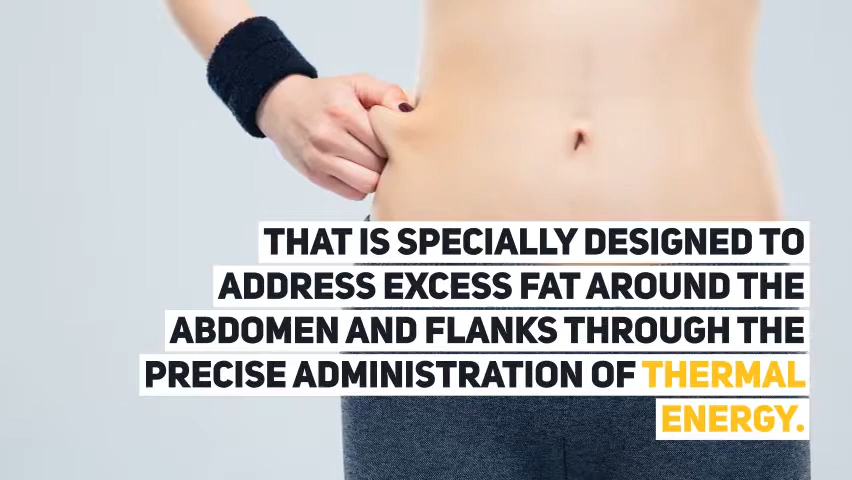 THAT IS SPECIALLY DESIGNED TO
ADDRESS EXCESS FAT AROUND THE
ABDOMEN AND FLANKS THROUGH THE
PRECISE ADMINISTRATION OF THERMAL
ENERGY.